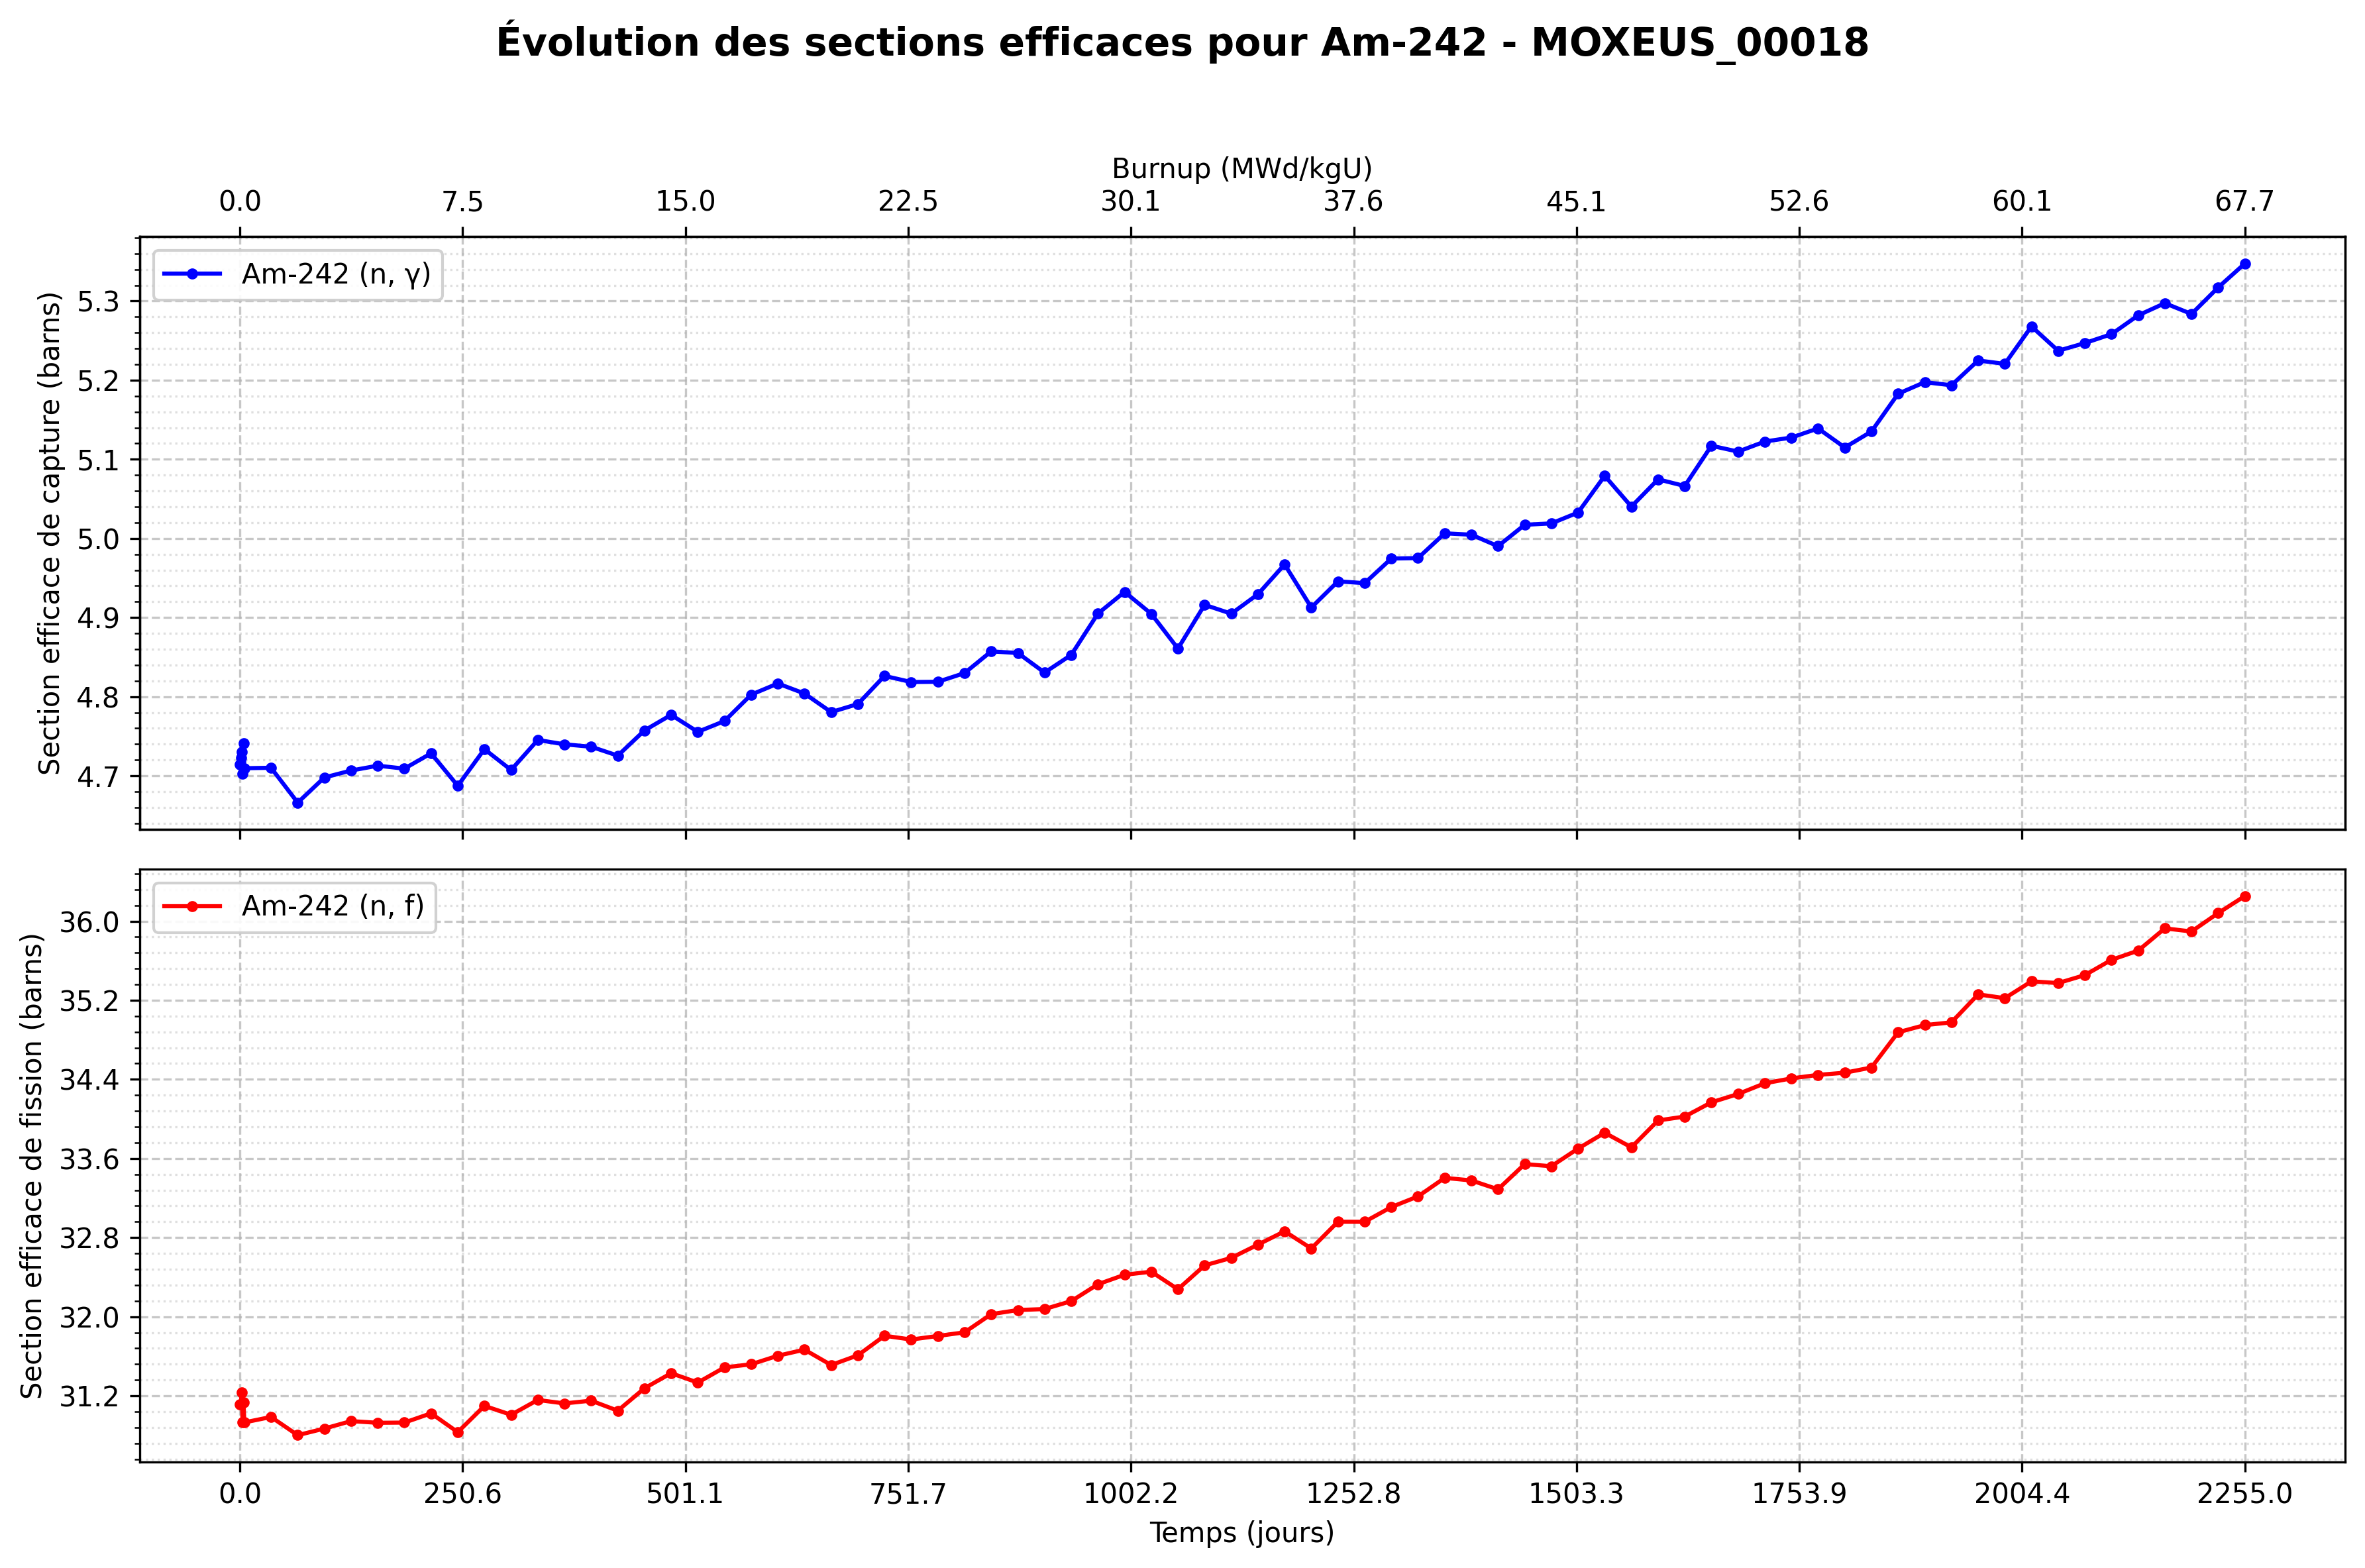 Évolution des sections efficaces pour Am-242 - MOXEUS_00018
Burnup (MWd/kgU)
0.0 7.5 15.0 22.5 30.1 37.6 45.1 52.6 60.1 67.7
Am-242 (n, γ)
Section efficace de capture (barns)
5.3
5.2
5.1
5.0
4.9
4.8
4.7
Am-242 (n, f)
Section efficace de fission (barns)
36.0
35.2
34.4
33.6
32.8
32.0
31.2
0.0 250.6 501.1 751.7 1002.2 1252.8 1503.3 1753.9 2004.4 2255.0
Temps (jours)